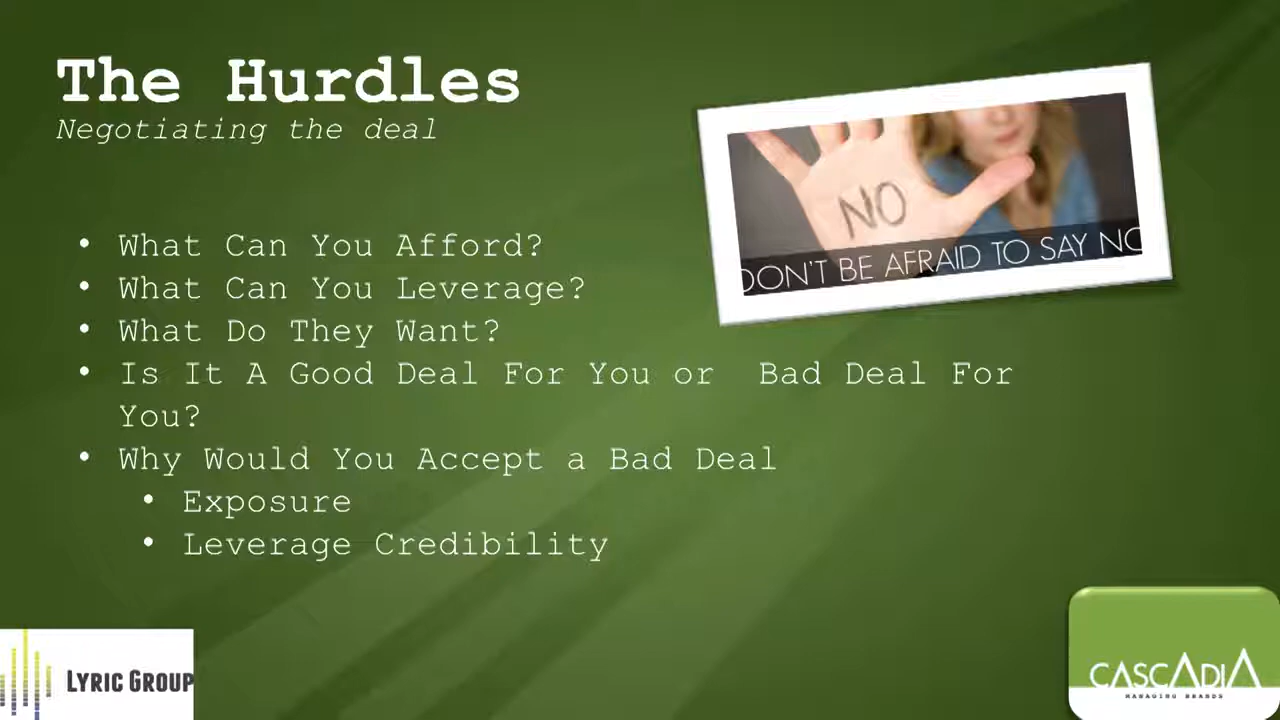 The Hurdles
Negotiating the deal
NO
DON'T BE AFRAID TO SAY NO
• What Can You Afford?
• What Can You Leverage?
• What Do They Want?
• Is It A Good Deal For You or  Bad Deal For
You?
• Why Would You Accept a Bad Deal
• Exposure
• Leverage Credibility
LYRIC GROUP
CASCADIA
MANAGING BRANDS